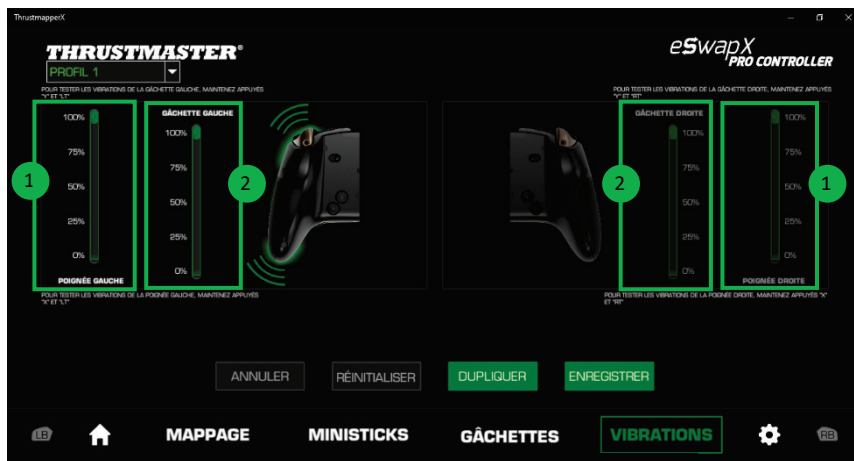 ThrustmapperX
THRUSTMASTER®
eSwapX
PRO CONTROLLER
PROFIL 1
POUR TESTER LES VIBRATIONS DE LA GÂCHETTE GAUCHE, MAINTENEZ APPUYÉS
"Y" ET "LT"
POUR TESTER LES VIBRATIONS DE LA GÂCHETTE DROITE, MAINTENEZ APPUYÉS
"Y" ET "RT"
100%
75%
50%
25%
0%
POIGNÉE GAUCHE
1
GÂCHETTE GAUCHE
100%
75%
50%
25%
0%
2
GÂCHETTE DROITE
100%
75%
50%
25%
0%
2
100%
75%
50%
25%
0%
POIGNÉE DROITE
1
POUR TESTER LES VIBRATIONS DE LA POIGNÉE GAUCHE, MAINTENEZ APPUYÉS
"X" ET "LT"
POUR TESTER LES VIBRATIONS DE LA POIGNÉE DROITE, MAINTENEZ APPUYÉS "X"
ET "RT"
ANNULER
RÉINITIALISER
DUPLIQUER
ENREGISTRER
LB
MAPPAGE
MINISTICKS
GÂCHETTES
VIBRATIONS
RB